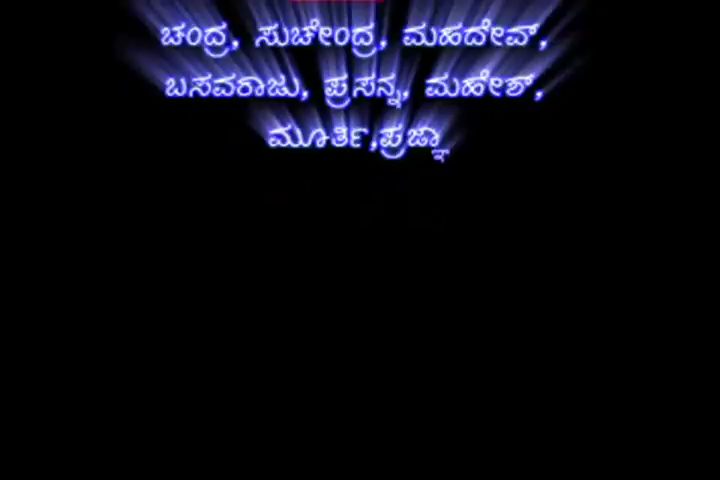 ಚಂದ್ರ, ಸುಚೇಂದ್ರ, ಮಹದೇವ್,
ಬಸವರಾಜು, ಪ್ರಸನ್ನ, ಮಹೇಶ್,
ಮೂರ್ತಿ,ಪ್ರಜ್ಞಾ